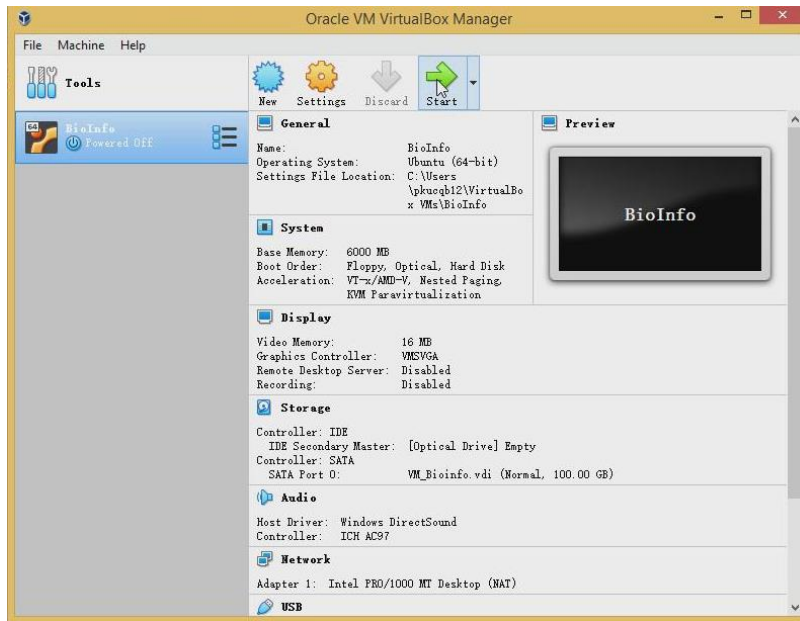 Oracle VM VirtualBox Manager
File Machine Help
Tools
New Settings Discard Start
64
BioInfo
Powered Off
General
Name: BioInfo
Operating System: Ubuntu (64-bit)
Settings File Location: C:\Users
\pkucqb12\VirtualBo
x VMs\BioInfo
Preview
BioInfo
System
Base Memory: 6000 MB
Boot Order: Floppy, Optical, Hard Disk
Acceleration: VT-x/AMD-V, Nested Paging,
KVM Paravirtualization
Display
Video Memory: 16 MB
Graphics Controller: VMSVGA
Remote Desktop Server: Disabled
Recording: Disabled
Storage
Controller: IDE
IDE Secondary Master: [Optical Drive] Empty
Controller: SATA
SATA Port 0: VM_Bioinfo.vdi (Normal, 100.00 GB)
Audio
Host Driver: Windows DirectSound
Controller: ICH AC97
Network
Adapter 1: Intel PRO/1000 MT Desktop (NAT)
USB